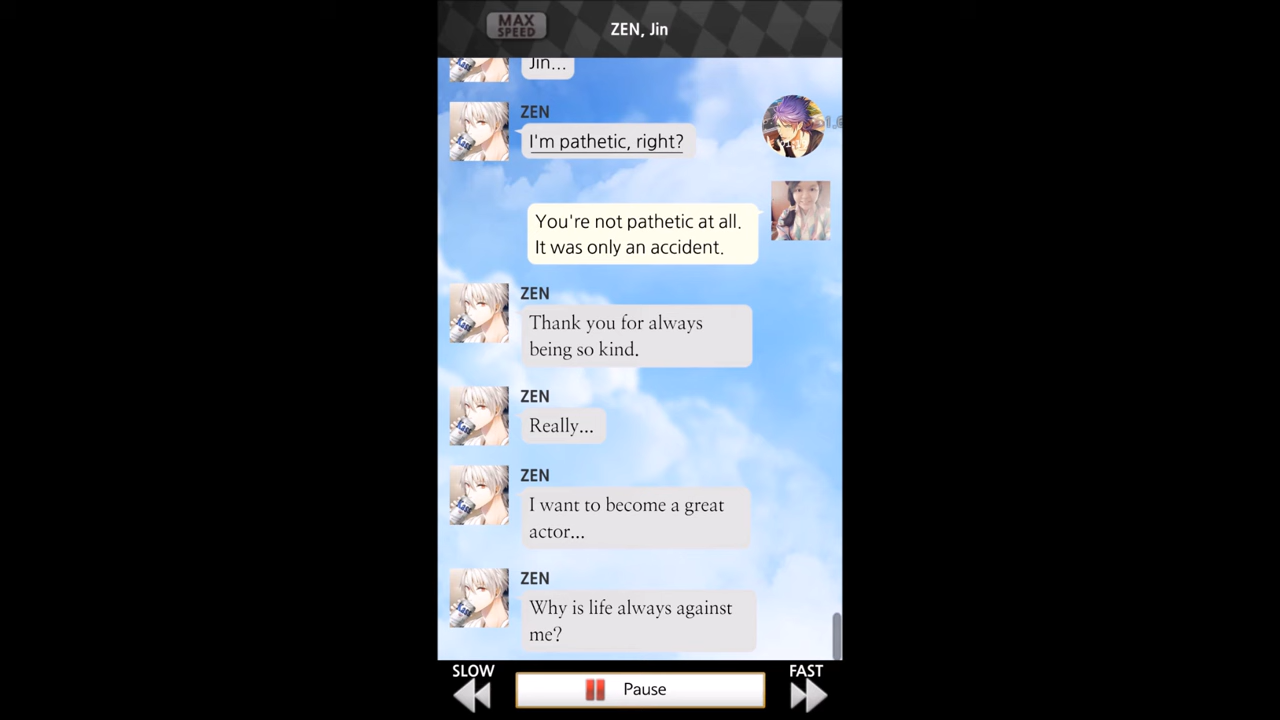 MAX
SPEED
ZEN, Jin
Jin...
ZEN
I'm pathetic, right?
You're not pathetic at all.
It was only an accident.
ZEN
Thank you for always
being so kind.
ZEN
Really...
ZEN
I want to become a great
actor...
ZEN
Why is life always against
me?
SLOW
Pause
FAST